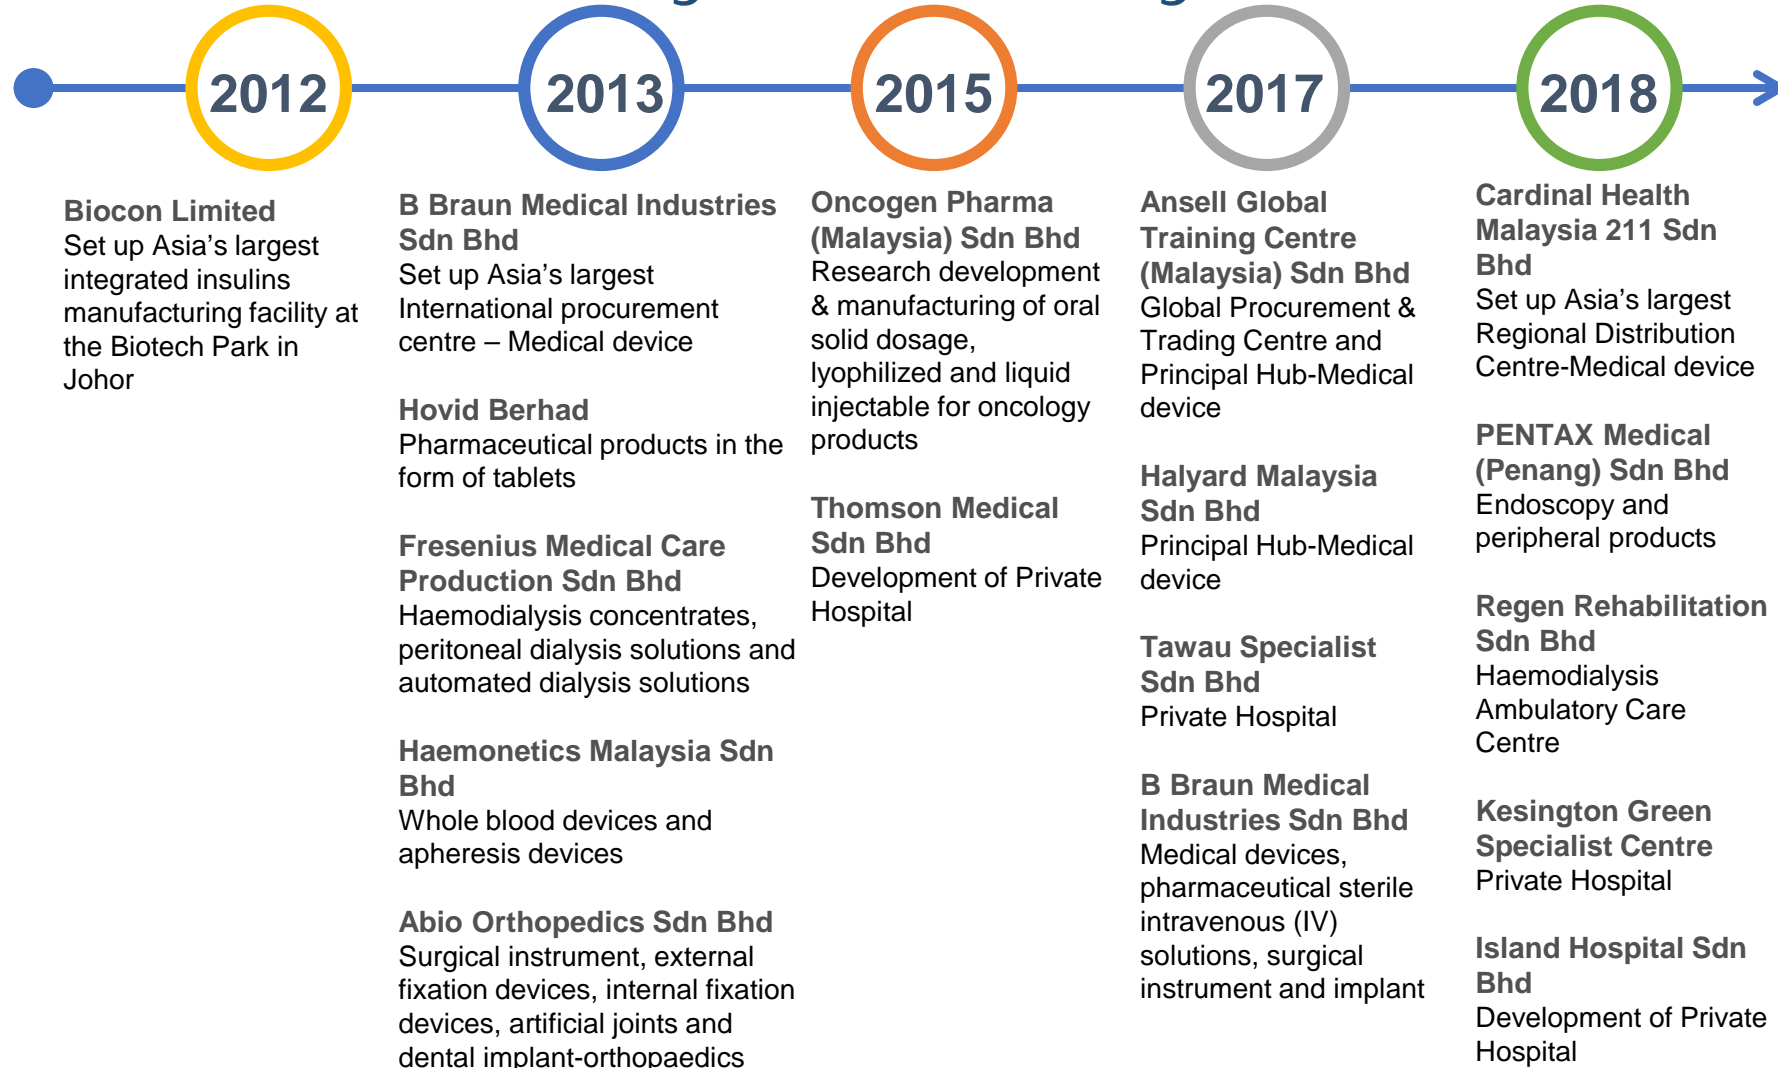 2012
2013
2015
2017
2018
Biocon Limited
Set up Asia’s largest
integrated insulins
manufacturing facility at
the Biotech Park in
Johor
B Braun Medical Industries
Sdn Bhd
Set up Asia’s largest
International procurement
centre – Medical device
Hovid Berhad
Pharmaceutical products in the
form of tablets
Fresenius Medical Care
Production Sdn Bhd
Haemodialysis concentrates,
peritoneal dialysis solutions and
automated dialysis solutions
Haemonetics Malaysia Sdn
Bhd
Whole blood devices and
apheresis devices
Abio Orthopedics Sdn Bhd
Surgical instrument, external
fixation devices, internal fixation
devices, artificial joints and
dental implant-orthopaedics
Oncogen Pharma
(Malaysia) Sdn Bhd
Research development
& manufacturing of oral
solid dosage,
lyophilized and liquid
injectable for oncology
products
Thomson Medical
Sdn Bhd
Development of Private
Hospital
Ansell Global
Training Centre
(Malaysia) Sdn Bhd
Global Procurement &
Trading Centre and
Principal Hub-Medical
device
Halyard Malaysia
Sdn Bhd
Principal Hub-Medical
device
Tawau Specialist
Sdn Bhd
Private Hospital
B Braun Medical
Industries Sdn Bhd
Medical devices,
pharmaceutical sterile
intravenous (IV)
solutions, surgical
instrument and implant
Cardinal Health
Malaysia 211 Sdn
Bhd
Set up Asia’s largest
Regional Distribution
Centre-Medical device
PENTAX Medical
(Penang) Sdn Bhd
Endoscopy and
peripheral products
Regen Rehabilitation
Sdn Bhd
Haemodialysis
Ambulatory Care
Centre
Kesington Green
Specialist Centre
Private Hospital
Island Hospital Sdn
Bhd
Development of Private
Hospital